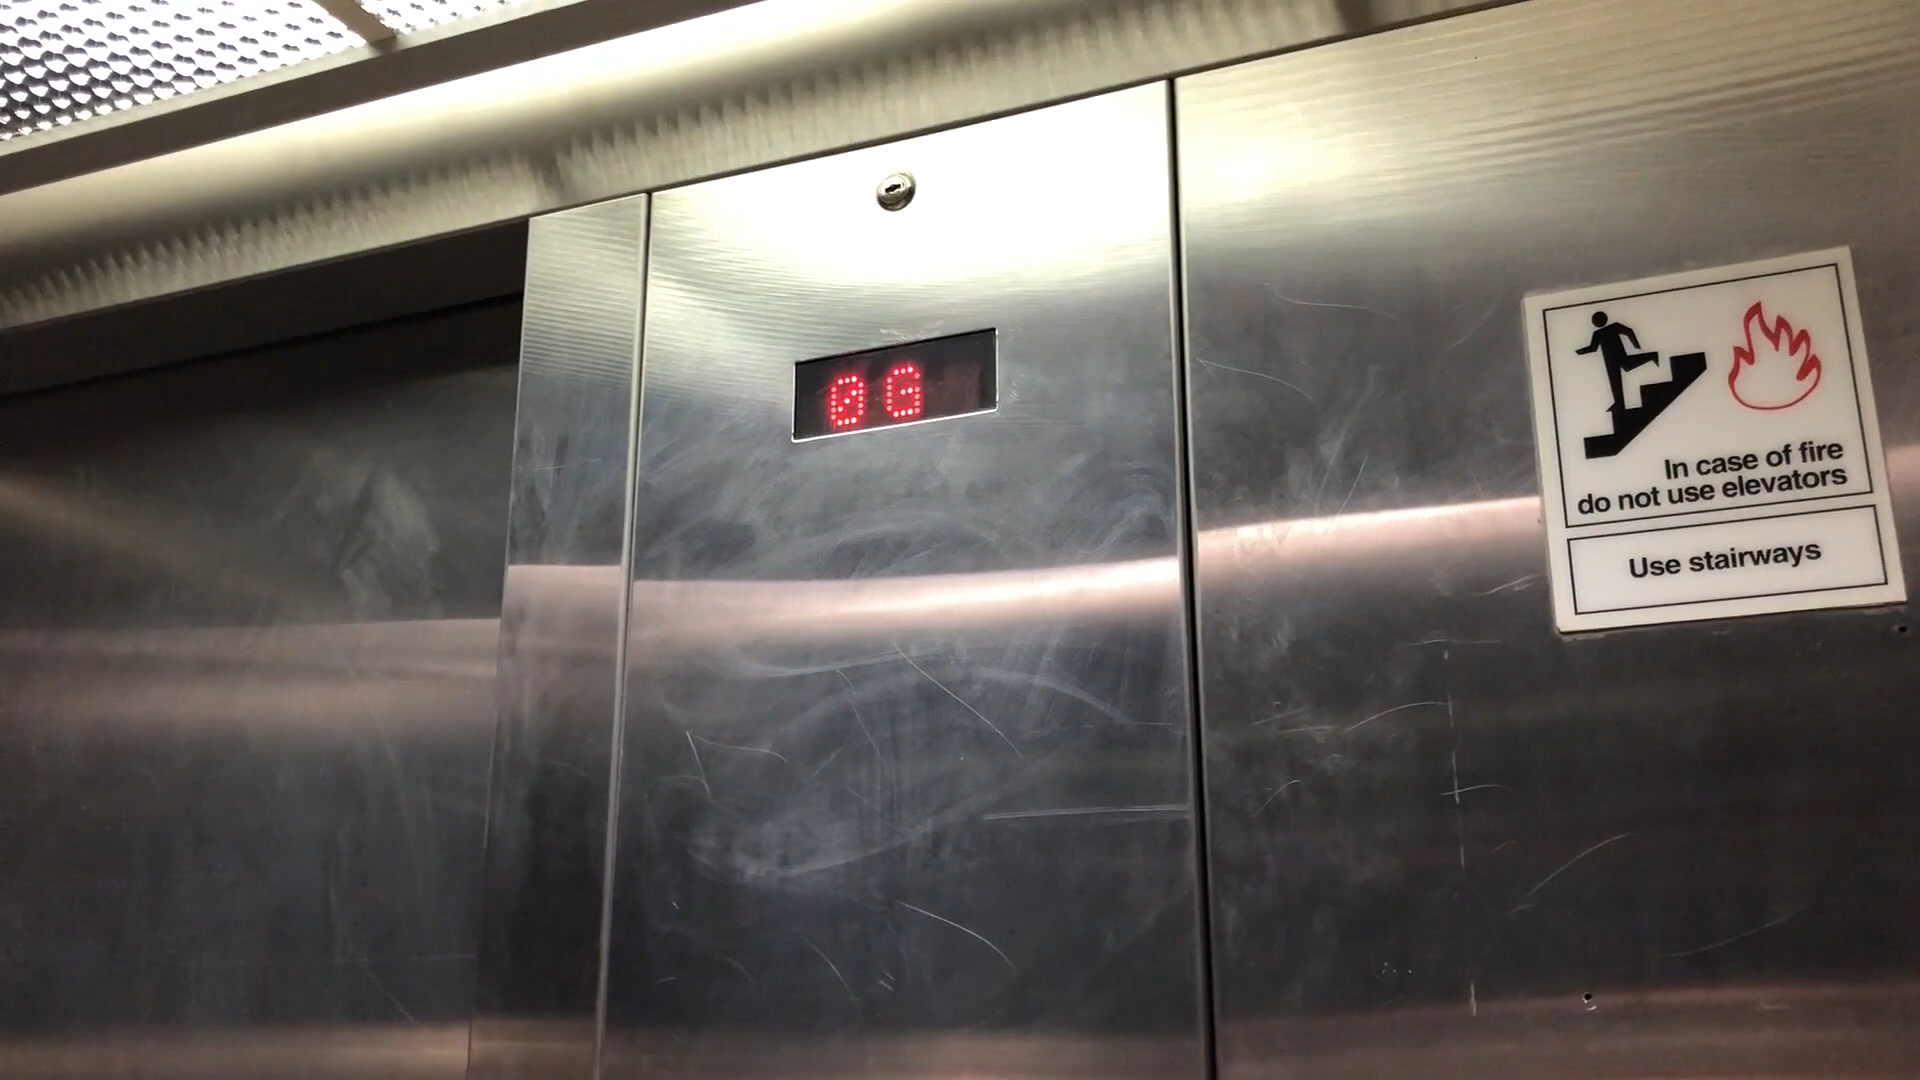 0G
In case of fire
do not use elevators
Use stairways